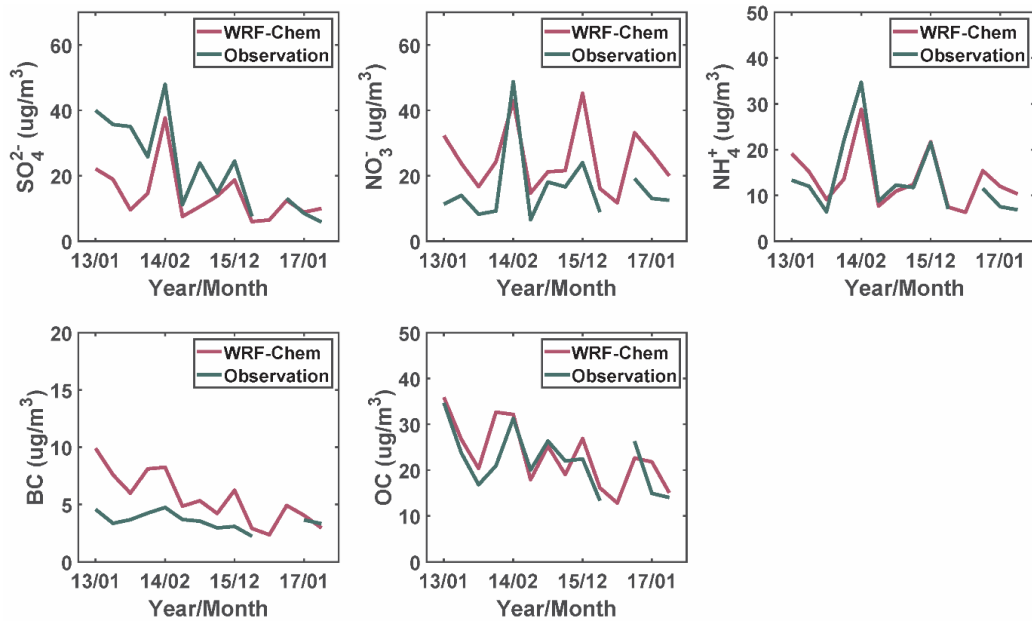 WRF-Chem
Observation
60
40
20
0
SO₄²⁻ (ug/m³)
13/01 14/02 15/12 17/01
Year/Month
WRF-Chem
Observation
60
40
20
0
NO₃⁻ (ug/m³)
13/01 14/02 15/12 17/01
Year/Month
WRF-Chem
Observation
50
40
30
20
10
0
NH₄⁺ (ug/m³)
13/01 14/02 15/12 17/01
Year/Month
WRF-Chem
Observation
20
15
10
5
0
BC (ug/m³)
13/01 14/02 15/12 17/01
Year/Month
WRF-Chem
Observation
50
40
30
20
10
0
OC (ug/m³)
13/01 14/02 15/12 17/01
Year/Month